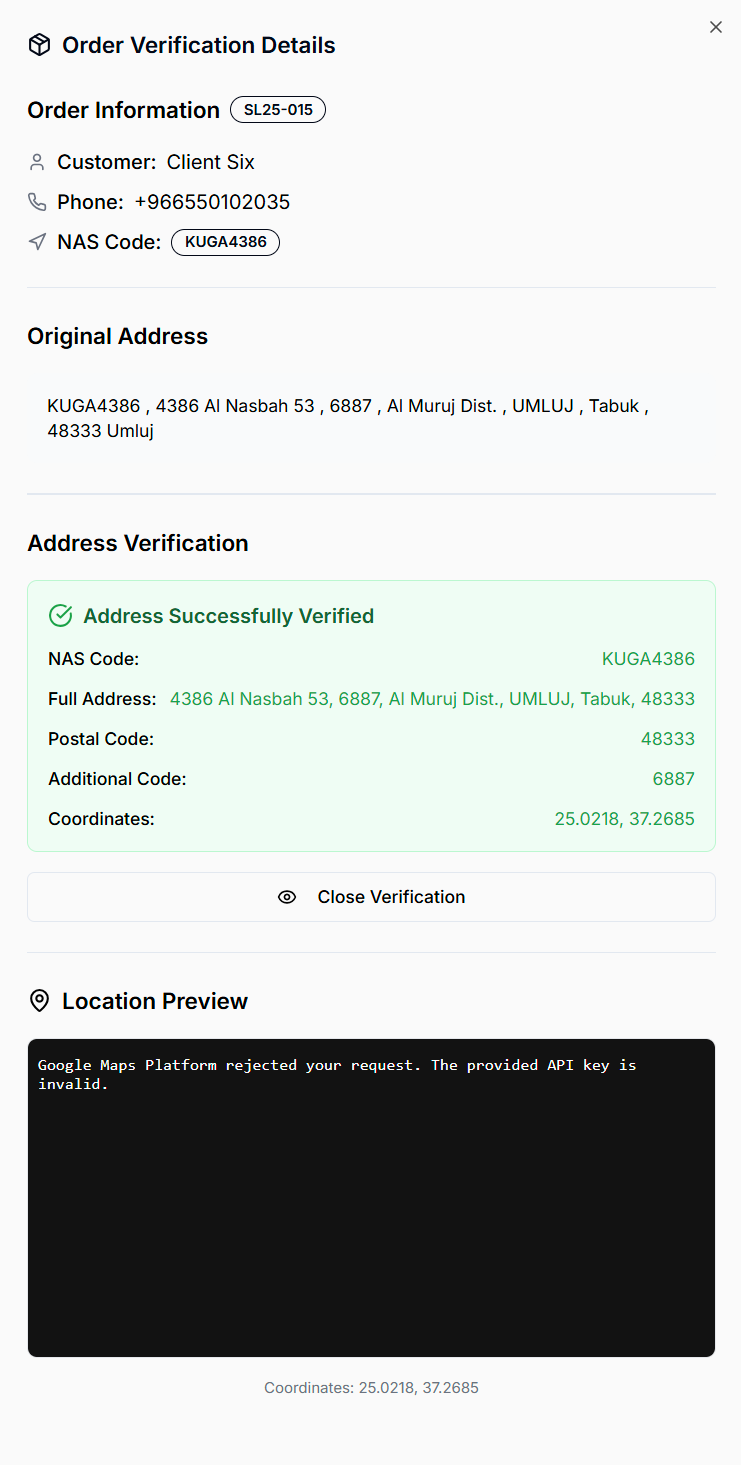 Order Verification Details
Order Information SL25-015
Customer: Client Six
Phone: +966550102035
NAS Code: KUGA4386
Original Address
KUGA4386 , 4386 Al Nasbah 53 , 6887 , Al Muruj Dist. , UMLUJ , Tabuk ,
48333 Umluj
Address Verification
Address Successfully Verified
NAS Code: KUGA4386
Full Address: 4386 Al Nasbah 53, 6887, Al Muruj Dist., UMLUJ, Tabuk, 48333
Postal Code: 48333
Additional Code: 6887
Coordinates: 25.0218, 37.2685
Close Verification
Location Preview
Google Maps Platform rejected your request. The provided API key is
invalid.
Coordinates: 25.0218, 37.2685